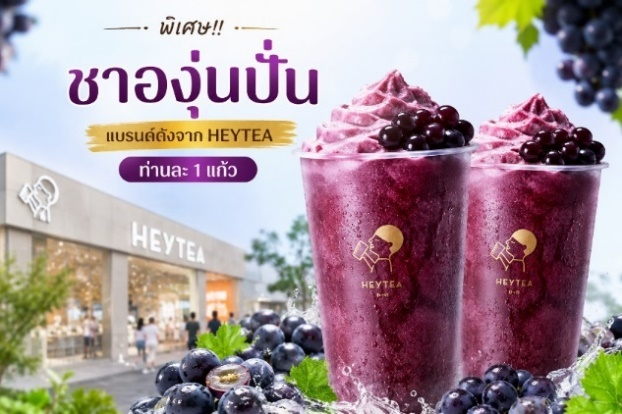 พิเศษ!!
ชาองุ่นปั่น
แบรนด์ดังจาก HEYTEA
ท่านละ 1 แก้ว
HEYTEA
HEYTEA
HEYTEA